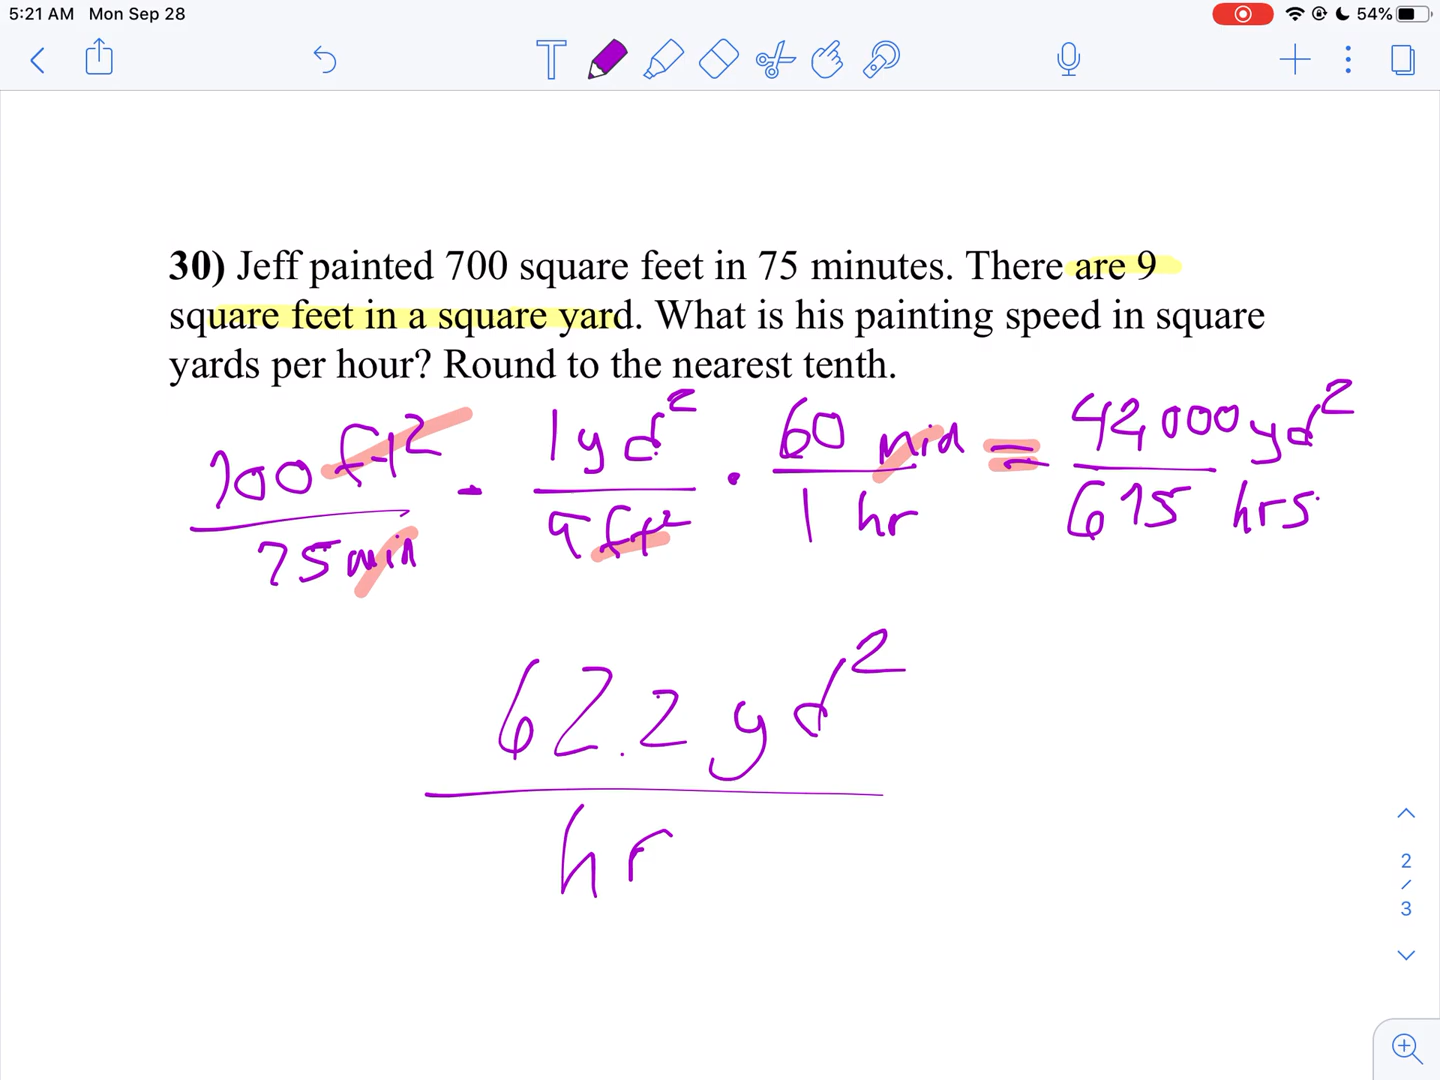 5:21 AM Mon Sep 28 54%
T
30) Jeff painted 700 square feet in 75 minutes. There are 9
square feet in a square yard. What is his painting speed in square
yards per hour? Round to the nearest tenth.
700 ft² · 1 yd² · 60 min = 42,000 yd²
75 min 9 ft² 1 hr 675 hrs.
62.2 yd²
hr
2
/
3